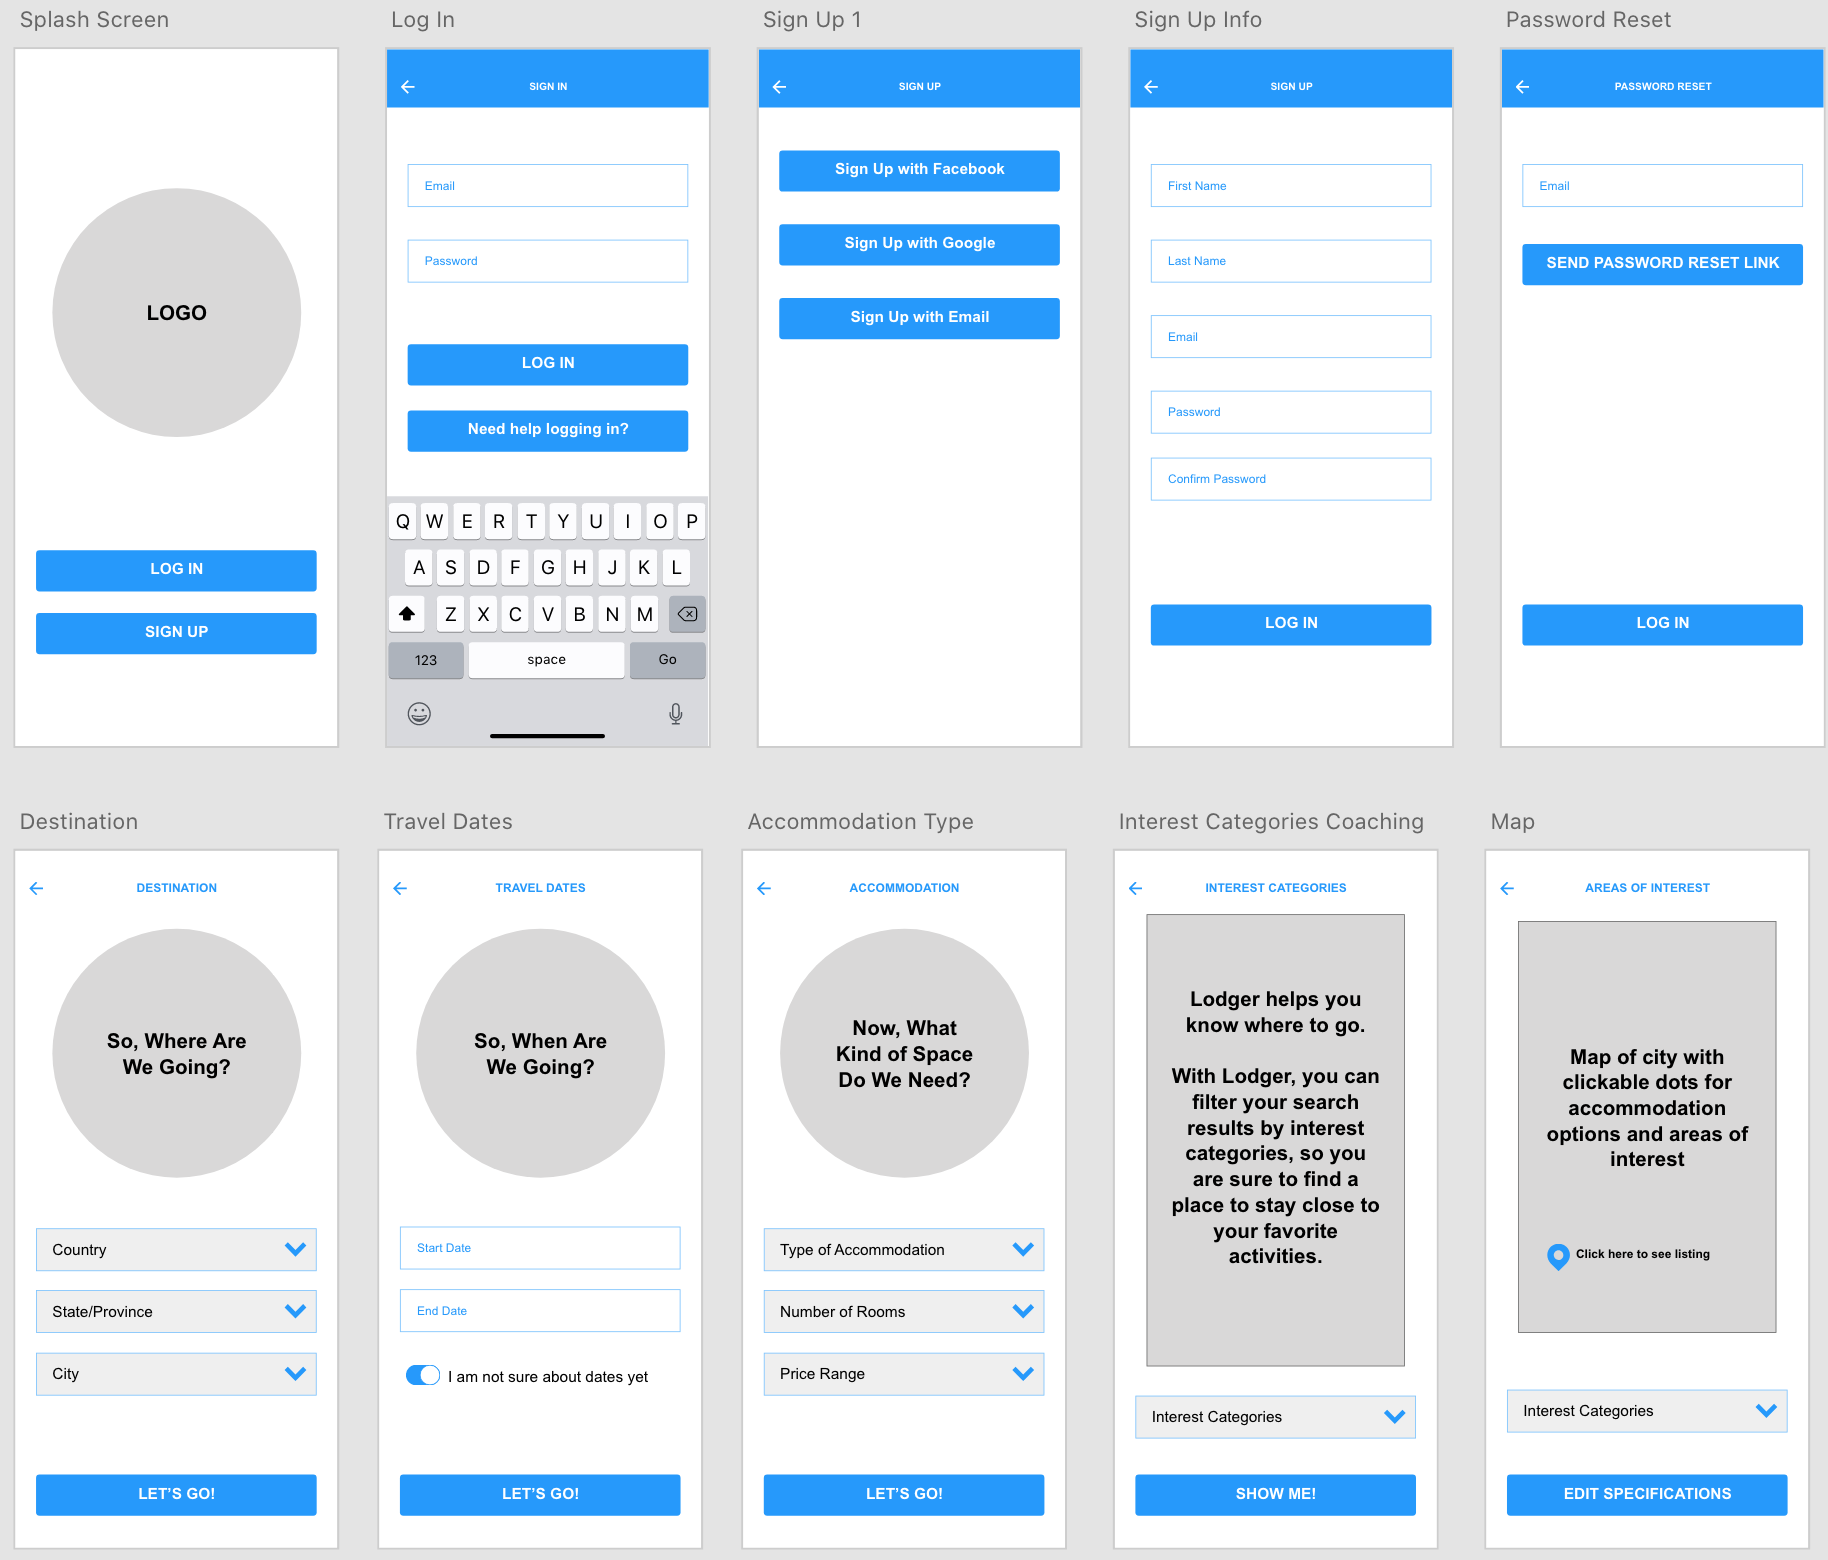 Splash Screen
LOGO
LOG IN
SIGN UP
Log In
SIGN IN
Email
Password
LOG IN
Need help logging in?
Q W E R T Y U I O P
A S D F G H J K L
Z X C V B N M
123 space Go
Sign Up 1
SIGN UP
Sign Up with Facebook
Sign Up with Google
Sign Up with Email
Sign Up Info
SIGN UP
First Name
Last Name
Email
Password
Confirm Password
LOG IN
Password Reset
PASSWORD RESET
Email
SEND PASSWORD RESET LINK
LOG IN
Destination
DESTINATION
So, Where Are
We Going?
Country
State/Province
City
LET'S GO!
Travel Dates
TRAVEL DATES
So, When Are
We Going?
Start Date
End Date
I am not sure about dates yet
LET'S GO!
Accommodation Type
ACCOMMODATION
Now, What
Kind of Space
Do We Need?
Type of Accommodation
Number of Rooms
Price Range
LET'S GO!
Interest Categories Coaching
INTEREST CATEGORIES
Lodger helps you
know where to go.
With Lodger, you can
filter your search
results by interest
categories, so you
are sure to find a
place to stay close to
your favorite
activities.
Interest Categories
SHOW ME!
Map
AREAS OF INTEREST
Map of city with
clickable dots for
accommodation
options and areas of
interest
Click here to see listing
Interest Categories
EDIT SPECIFICATIONS